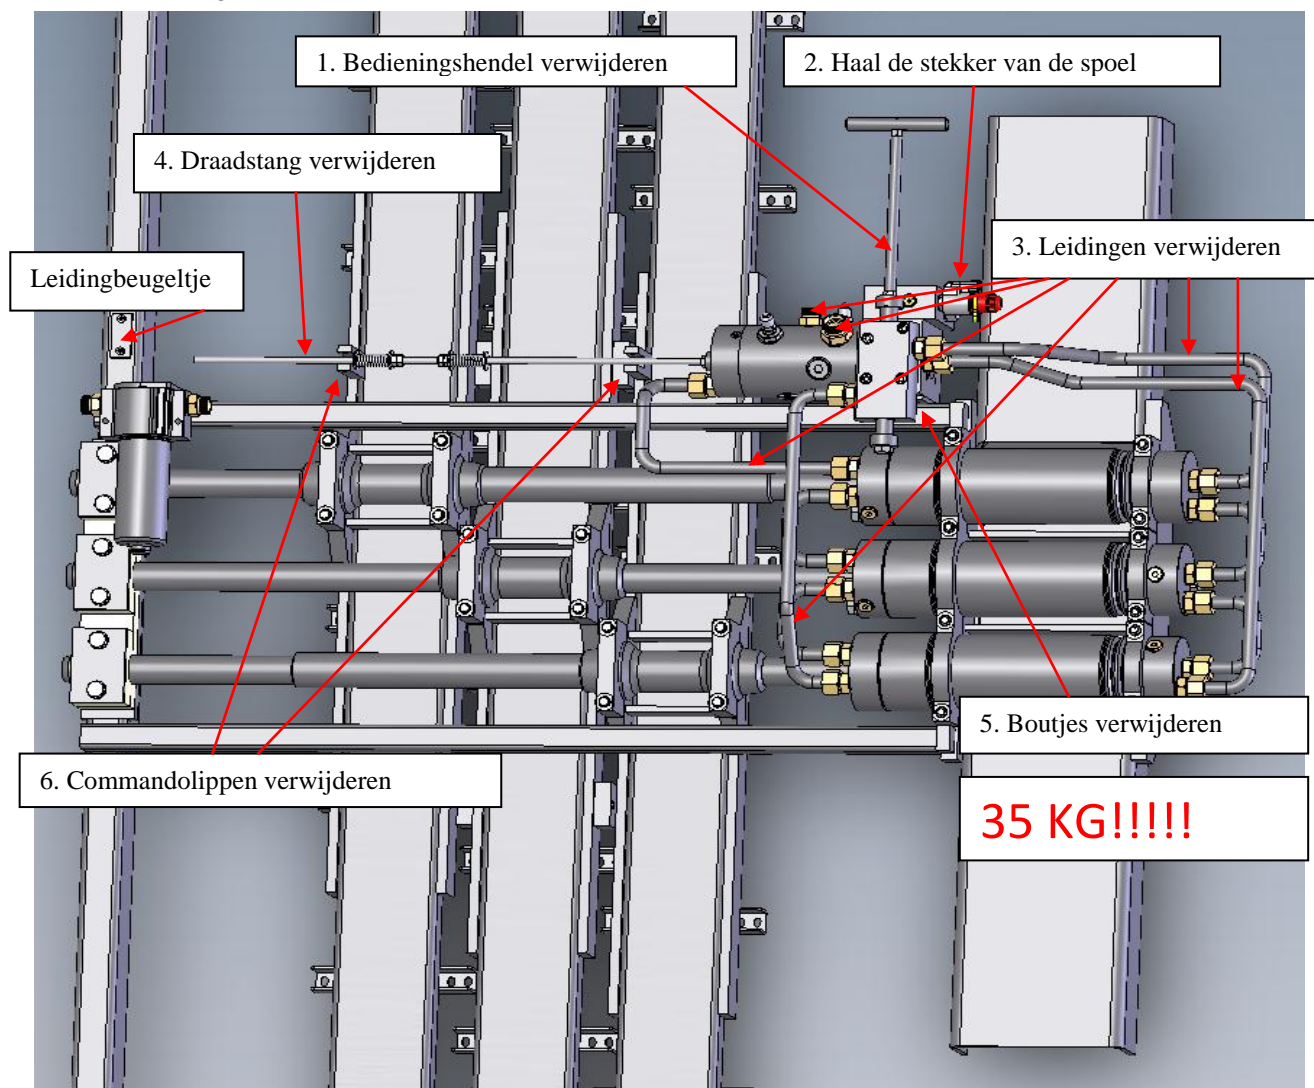 1. Bedieningshendel verwijderen
2. Haal de stekker van de spoel
4. Draadstang verwijderen
3. Leidingen verwijderen
Leidingbeugeltje
5. Boutjes verwijderen
6. Commandolippen verwijderen
35 KG!!!!!